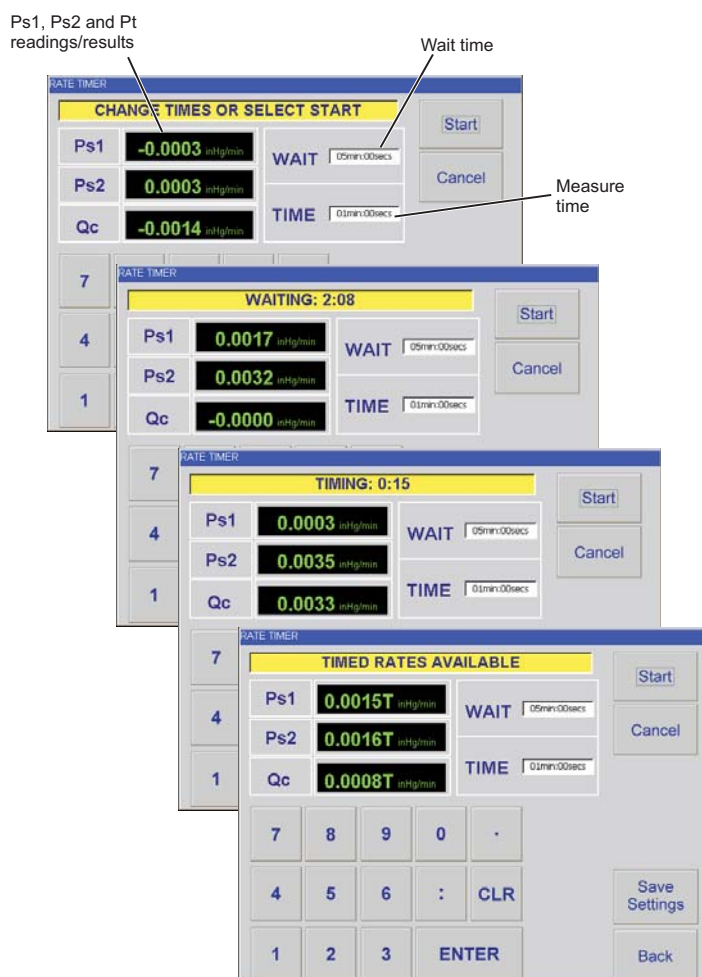 Ps1, Ps2 and Pt
readings/results
Wait time
RATE TIMER
CHANGE TIMES OR SELECT START
Start
Ps1
-0.0003 inHg/min
WAIT
05min:00secs
Cancel
Ps2
0.0003 inHg/min
Measure
time
TIME
01min:00secs
Qc
-0.0014 inHg/min
7
4
1
RATE TIMER
WAITING: 2:08
Start
Ps1
0.0017 inHg/min
WAIT
05min:00secs
Cancel
Ps2
0.0032 inHg/min
TIME
01min:00secs
Qc
-0.0000 inHg/min
7
4
1
RATE TIMER
TIMING: 0:15
Start
Ps1
0.0003 inHg/min
WAIT
05min:00secs
Cancel
Ps2
0.0035 inHg/min
TIME
01min:00secs
Qc
0.0033 inHg/min
7
4
1
RATE TIMER
TIMED RATES AVAILABLE
Start
Ps1
0.0015T inHg/min
WAIT
05min:00secs
Cancel
Ps2
0.0016T inHg/min
TIME
01min:00secs
Qc
0.0008T inHg/min
7 8 9 0 .
4 5 6 : CLR
Save
Settings
1 2 3 ENTER
Back